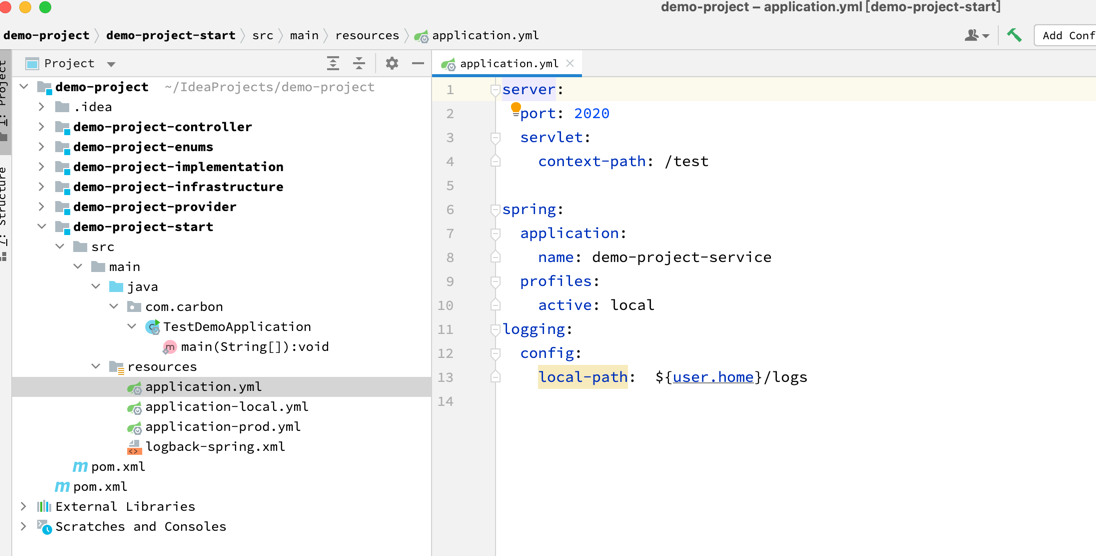 demo-project – application.yml [demo-project-start]
demo-project 〉 demo-project-start 〉 src 〉 main 〉 resources 〉 application.yml
Add Conf
Project
application.yml
1: Project
7: Structure
demo-project ~/IdeaProjects/demo-project
.idea
demo-project-controller
demo-project-enums
demo-project-implementation
demo-project-infrastructure
demo-project-provider
demo-project-start
src
main
java
com.carbon
TestDemoApplication
main(String[]):void
resources
application.yml
application-local.yml
application-prod.yml
logback-spring.xml
pom.xml
pom.xml
External Libraries
Scratches and Consoles
1 server:
2   port: 2020
3   servlet:
4     context-path: /test
5
6 spring:
7   application:
8     name: demo-project-service
9   profiles:
10     active: local
11 logging:
12   config:
13     local-path:  ${user.home}/logs
14